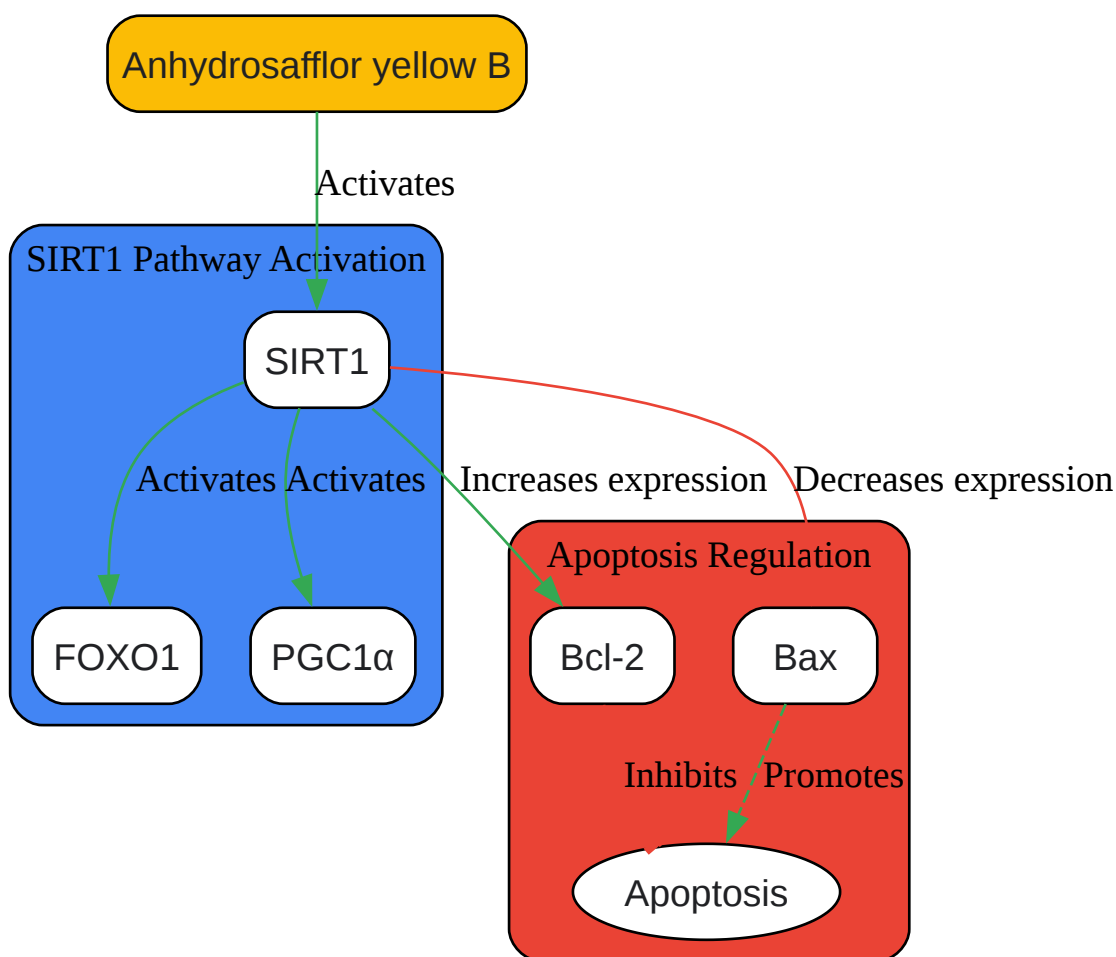 Anhydrosafflor yellow B
Activates
SIRT1 Pathway Activation
SIRT1
Activates
Activates
Increases expression
Decreases expression
Apoptosis Regulation
FOXO1
PGC1α
Bcl-2
Bax
Inhibits
Promotes
Apoptosis